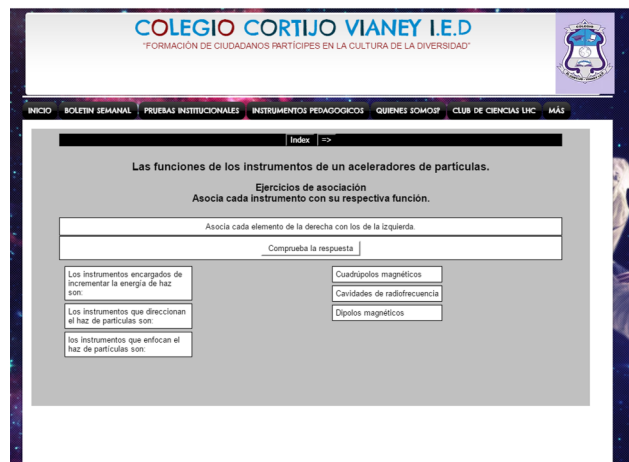 COLEGIO CORTIJO VIANEY I.E.D
"FORMACIÓN DE CIUDADANOS PARTÍCIPES EN LA CULTURA DE LA DIVERSIDAD"
INICIO BOLETIN SEMANAL PRUEBAS INSTITUCIONALES INSTRUMENTOS PEDAGOGICOS QUIENES SOMOS? CLUB DE CIENCIAS LHC MÁS
Index =>
Las funciones de los instrumentos de un aceleradores de partículas.
Ejercicios de asociación
Asocia cada instrumento con su respectiva función.
Asocia cada elemento de la derecha con los de la izquierda.
Comprueba la respuesta
Los instrumentos encargados de
incrementar la energía de haz
son:
Los instrumentos que direccionan
el haz de partículas son:
los instrumentos que enfocan el
haz de partículas son:
Cuadrúpolos magnéticos
Cavidades de radiofrecuencia
Dipolos magnéticos